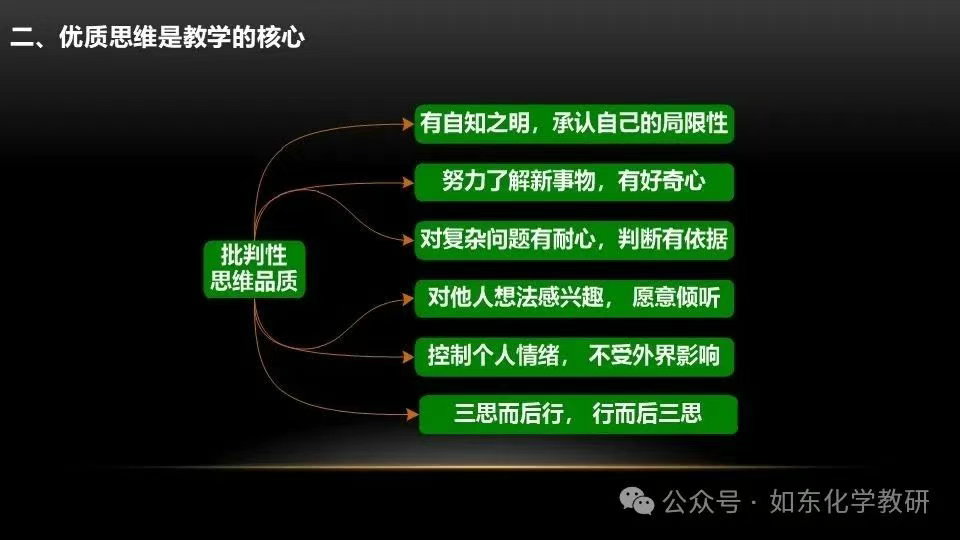 二、优质思维是教学的核心
有自知之明，承认自己的局限性
努力了解新事物，有好奇心
对复杂问题有耐心，判断有依据
批判性
思维品质
对他人想法感兴趣， 愿意倾听
控制个人情绪， 不受外界影响
三思而后行， 行而后三思
公众号 · 如东化学教研